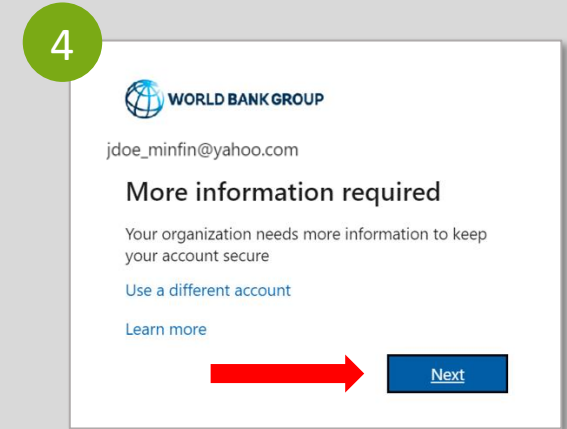 4
WORLD BANK GROUP
jdoe_minfin@yahoo.com
More information required
Your organization needs more information to keep
your account secure
Use a different account
Learn more
Next